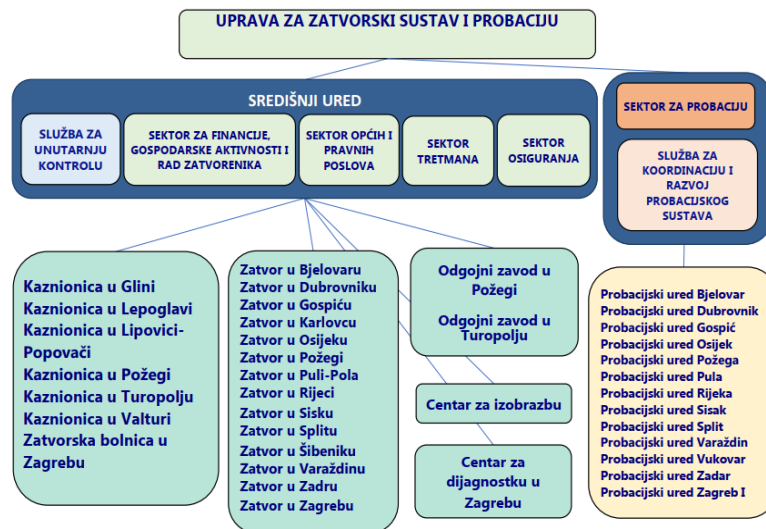 UPRAVA ZA ZATVORSKI SUSTAV I PROBACIJU
SREDIŠNJI URED
SLUŽBA ZA
UNUTARNJU
KONTROLU
SEKTOR ZA FINANCIJE,
GOSPODARSKE AKTIVNOSTI I
RAD ZATVORENIKA
SEKTOR OPĆIH I
PRAVNIH
POSLOVA
SEKTOR
TRETMANA
SEKTOR
OSIGURANJA
SEKTOR ZA PROBACIJU
SLUŽBA ZA
KOORDINACIJU I
RAZVOJ
PROBACIJSKOG
SUSTAVA
Kaznionica u Glini
Kaznionica u Lepoglavi
Kaznionica u Lipovici-
Popovači
Kaznionica u Požegi
Kaznionica u Turopolju
Kaznionica u Valturi
Zatvorska bolnica u
Zagrebu
Zatvor u Bjelovaru
Zatvor u Dubrovniku
Zatvor u Gospiću
Zatvor u Karlovcu
Zatvor u Osijeku
Zatvor u Požegi
Zatvor u Puli-Pola
Zatvor u Rijeci
Zatvor u Sisku
Zatvor u Splitu
Zatvor u Šibeniku
Zatvor u Varaždinu
Zatvor u Zadru
Zatvor u Zagrebu
Odgojni zavod u
Požegi
Odgojni zavod u
Turopolju
Centar za izobrazbu
Centar za
dijagnostku u
Zagrebu
Probacijski ured Bjelovar
Probacijski ured Dubrovnik
Probacijski ured Gospić
Probacijski ured Osijek
Probacijski ured Požega
Probacijski ured Pula
Probacijski ured Rijeka
Probacijski ured Sisak
Probacijski ured Split
Probacijski ured Varaždin
Probacijski ured Vukovar
Probacijski ured Zadar
Probacijski ured Zagreb I